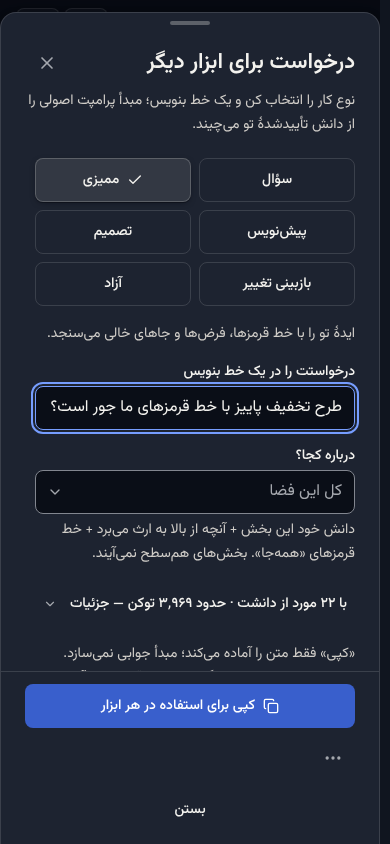 درخواست برای ابزار دیگر
نوع کار را انتخاب کن و یک خط بنویس؛ مبدأ پرامپت اصولی را
از دانش تأییدشدهٔ تو می‌چیند.
سؤال
ممیزی
پیش‌نویس
تصمیم
بازبینی تغییر
آزاد
ایدهٔ تو را با خط قرمزها، فرض‌ها و جاهای خالی می‌سنجد.
درخواستت را در یک خط بنویس
طرح تخفیف پاییز با خط قرمزهای ما جور است؟
درباره کجا؟
کل این فضا
دانش خود این بخش + آنچه از بالا به ارث می‌برد + خط
قرمزهای «همه‌جا». بخش‌های هم‌سطح نمی‌آیند.
با ۲۲ مورد از دانشت · حدود ۳٬۹۶۹ توکن — جزئیات
«کپی» فقط متن را آماده می‌کند؛ مبدأ جوابی نمی‌سازد.
کپی برای استفاده در هر ابزار
بستن